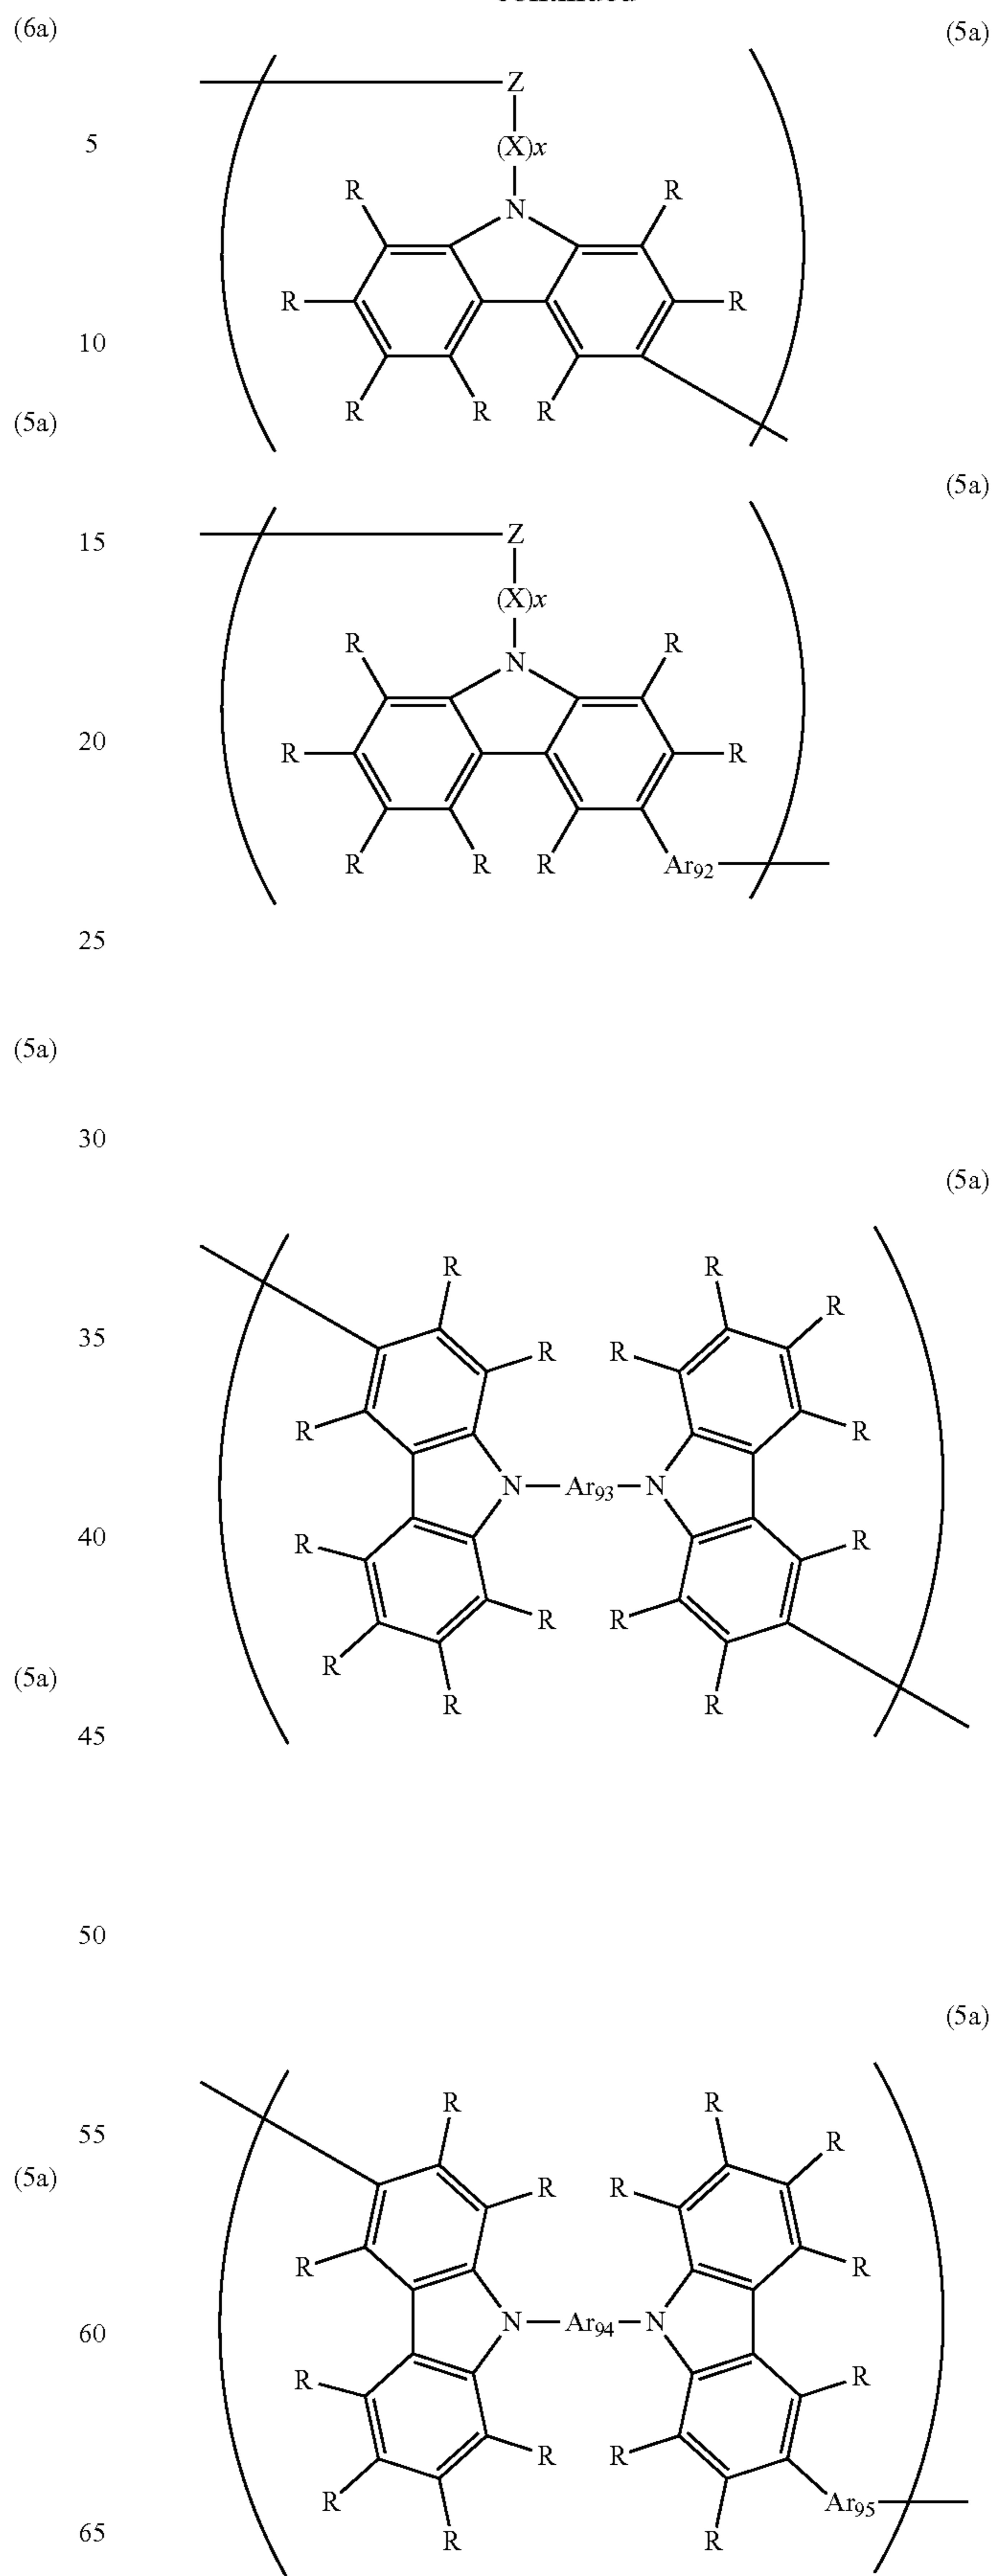 continued
(6a) (5a)
Z
5 (X)x
R R
N
R R
10
R R R
(5a)
(5a)
15 Z
(X)x
R R
N
20 R R
R R R Ar92
25
(5a)
30
(5a)
R R
R
35 R R
R R
N Ar93 N
40 R R
R R
R
(5a)
R R
45
50
(5a)
R R
55 R
(5a) R R
R R
60 N Ar94 N
R R
R R
R Ar95
65 R R